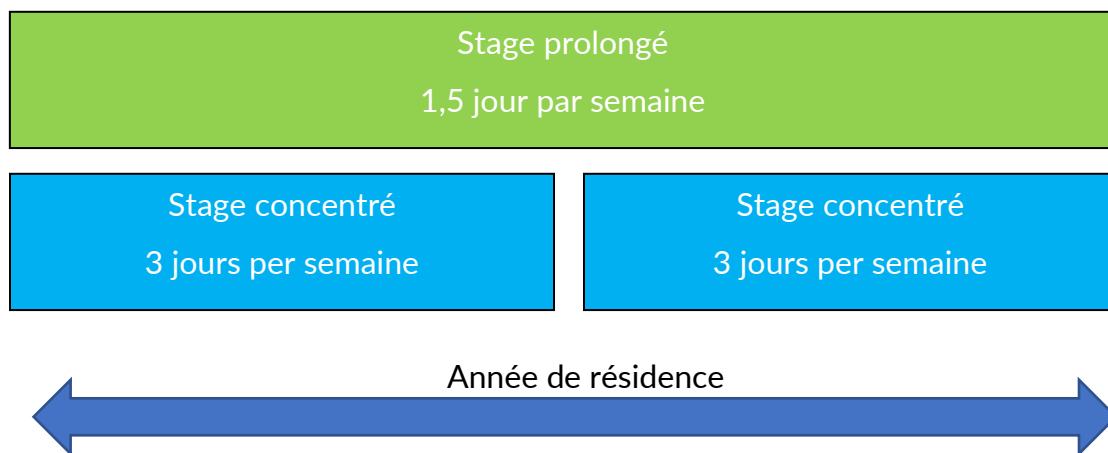 Stage prolongé
1,5 jour par semaine
Stage concentré
3 jours per semaine
Stage concentré
3 jours per semaine
Année de résidence